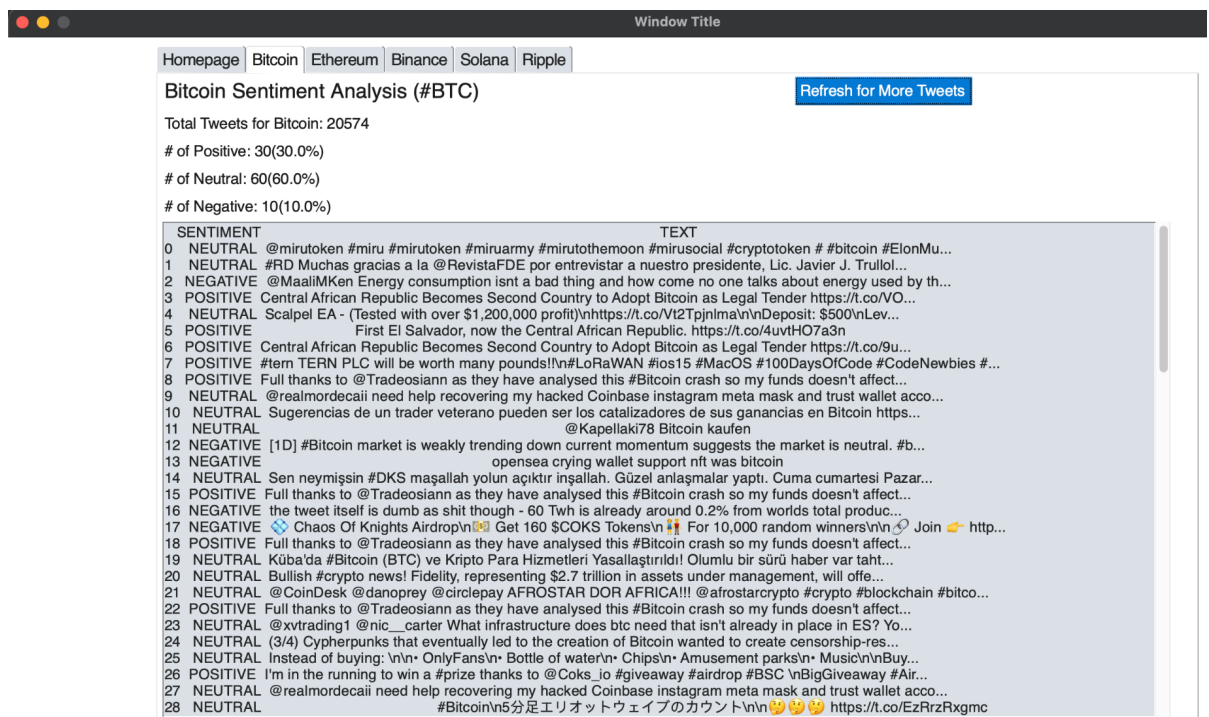 Window Title
Homepage Bitcoin Ethereum Binance Solana Ripple
Bitcoin Sentiment Analysis (#BTC)
Refresh for More Tweets
Total Tweets for Bitcoin: 20574
# of Positive: 30(30.0%)
# of Neutral: 60(60.0%)
# of Negative: 10(10.0%)
SENTIMENT TEXT
0 NEUTRAL @mirutoken #miru #mirutoken #miruarmy #mirutothemoon #mirusocial #cryptotoken # #bitcoin #ElonMu...
1 NEUTRAL #RD Muchas gracias a la @RevistaFDE por entrevistar a nuestro presidente, Lic. Javier J. Trullol...
2 NEGATIVE @MaaliMKen Energy consumption isnt a bad thing and how come no one talks about energy used by th...
3 POSITIVE Central African Republic Becomes Second Country to Adopt Bitcoin as Legal Tender https://t.co/VO...
4 NEUTRAL Scalpel EA - (Tested with over $1,200,000 profit)\nhttps://t.co/Vt2Tpjnlma\n\nDeposit: $500\nLev...
5 POSITIVE First El Salvador, now the Central African Republic. https://t.co/4uvtHO7a3n
6 POSITIVE Central African Republic Becomes Second Country to Adopt Bitcoin as Legal Tender https://t.co/9u...
7 POSITIVE #tern TERN PLC will be worth many pounds!!\n#LoRaWAN #ios15 #MacOS #100DaysOfCode #CodeNewbies #...
8 POSITIVE Full thanks to @Tradeosiann as they have analysed this #Bitcoin crash so my funds doesn't affect...
9 NEUTRAL @realmordecaii need help recovering my hacked Coinbase instagram meta mask and trust wallet acco...
10 NEUTRAL Sugerencias de un trader veterano pueden ser los catalizadores de sus ganancias en Bitcoin https...
11 NEUTRAL @Kapellaki78 Bitcoin kaufen
12 NEGATIVE [1D] #Bitcoin market is weakly trending down current momentum suggests the market is neutral. #b...
13 NEGATIVE opensea crying wallet support nft was bitcoin
14 NEUTRAL Sen neymişsin #DKS maşallah yolun açıktır inşallah. Güzel anlaşmalar yaptı. Cuma cumartesi Pazar...
15 POSITIVE Full thanks to @Tradeosiann as they have analysed this #Bitcoin crash so my funds doesn't affect...
16 NEGATIVE the tweet itself is dumb as shit though - 60 Twh is already around 0.2% from worlds total produc...
17 NEGATIVE 💠 Chaos Of Knights Airdrop\n💵 Get 160 $COKS Tokens\n👬 For 10,000 random winners\n\n🔗 Join 👉 http...
18 POSITIVE Full thanks to @Tradeosiann as they have analysed this #Bitcoin crash so my funds doesn't affect...
19 NEUTRAL Küba'da #Bitcoin (BTC) ve Kripto Para Hizmetleri Yasallaştırıldı! Olumlu bir sürü haber var taht...
20 NEUTRAL Bullish #crypto news! Fidelity, representing $2.7 trillion in assets under management, will offe...
21 NEUTRAL @CoinDesk @danoprey @circlepay AFROSTAR DOR AFRICA!!! @afrostarcrypto #crypto #blockchain #bitco...
22 POSITIVE Full thanks to @Tradeosiann as they have analysed this #Bitcoin crash so my funds doesn't affect...
23 NEUTRAL @xvtrading1 @nic__carter What infrastructure does btc need that isn't already in place in ES? Yo...
24 NEUTRAL (3/4) Cypherpunks that eventually led to the creation of Bitcoin wanted to create censorship-res...
25 NEUTRAL Instead of buying: \n\n• OnlyFans\n• Bottle of water\n• Chips\n• Amusement parks\n• Music\n\nBuy...
26 POSITIVE I'm in the running to win a #prize thanks to @Coks_io #giveaway #airdrop #BSC \nBigGiveaway #Air...
27 NEUTRAL @realmordecaii need help recovering my hacked Coinbase instagram meta mask and trust wallet acco...
28 NEUTRAL #Bitcoin\n5分足エリオットウェイブのカウント\n\n🤔🤔🤔 https://t.co/EzRrzRxgmc